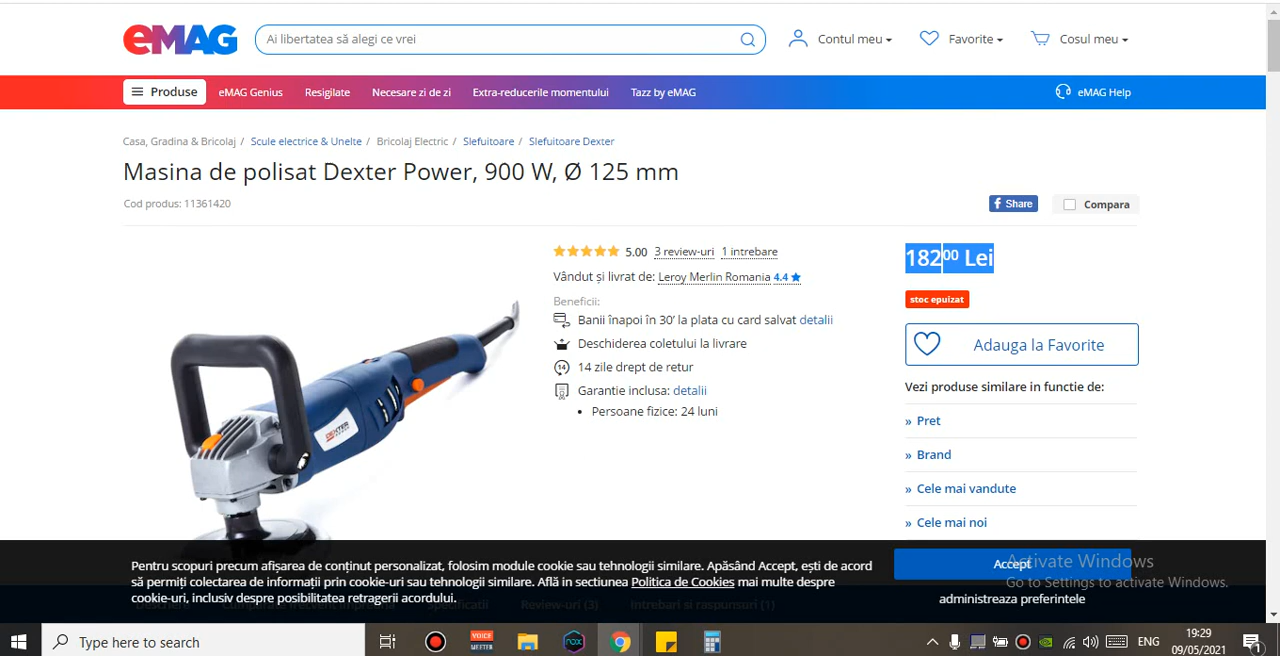 eMAG
Ai libertatea să alegi ce vrei
Contul meu
Favorite
Cosul meu
Produse
eMAG Genius
Resigilate
Necesare zi de zi
Extra-reducerile momentului
Tazz by eMAG
eMAG Help
Casa, Gradina & Bricolaj / Scule electrice & Unelte / Bricolaj Electric / Slefuitoare / Slefuitoare Dexter
Masina de polisat Dexter Power, 900 W, Ø 125 mm
Cod produs: 11361420
f Share
Compara
5.00 3 review-uri 1 intrebare
Vândut și livrat de: Leroy Merlin Romania 4.4
Beneficii:
Banii înapoi în 30' la plata cu card salvat detalii
Deschiderea coletului la livrare
14 zile drept de retur
Garantie inclusa: detalii
• Persoane fizice: 24 luni
182⁰⁰ Lei
stoc epuizat
Adauga la Favorite
Vezi produse similare in functie de:
» Pret
» Brand
» Cele mai vandute
» Cele mai noi
DEXTER
Pentru scopuri precum afișarea de conținut personalizat, folosim module cookie sau tehnologii similare. Apăsând Accept, ești de acord
să permiți colectarea de informații prin cookie-uri sau tehnologii similare. Află in sectiunea Politica de Cookies mai multe despre
cookie-uri, inclusiv despre posibilitatea retragerii acordului.
Accept
administreaza preferintele
Activate Windows
Go to Settings to activate Windows.
Descriere
Specificatii
Review-uri (3)
Intrebari si raspunsuri (1)
Type here to search
VOICE
MEETER
nox
ENG
19:29
09/05/2021
1